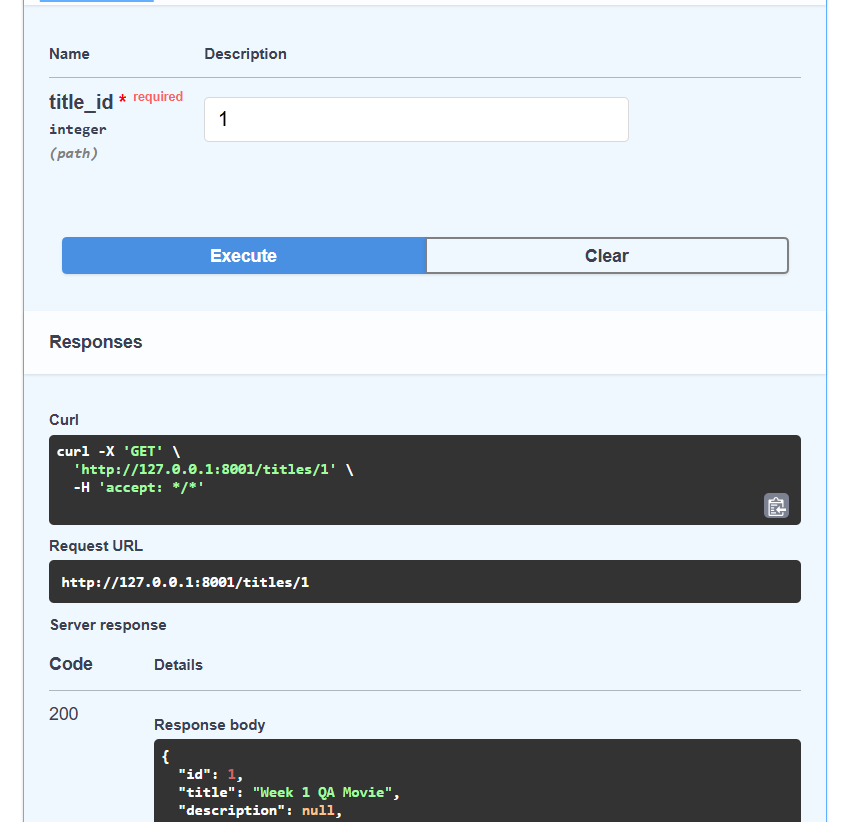 Name Description
title_id * required
1
integer
(path)
Execute Clear
Responses
Curl
curl -X 'GET' \
  'http://127.0.0.1:8001/titles/1' \
  -H 'accept: */*'
Request URL
http://127.0.0.1:8001/titles/1
Server response
Code Details
200
Response body
{
  "id": 1,
  "title": "Week 1 QA Movie",
  "description": null,